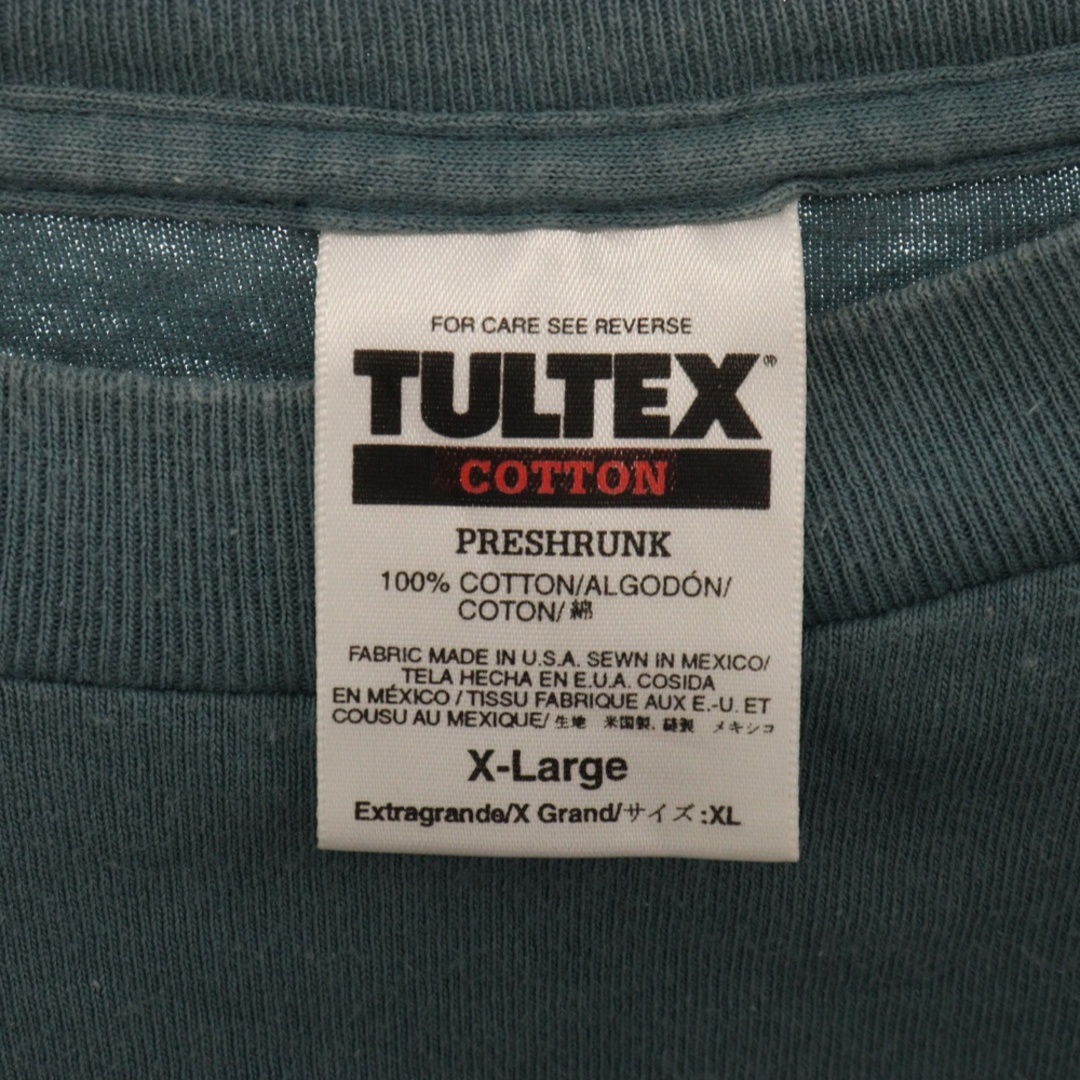 FOR CARE SEE REVERSE
TULTEX®
COTTON
PRESHRUNK
100% COTTON/ALGODÓN/
COTON/綿
FABRIC MADE IN U.S.A. SEWN IN MEXICO/
TELA HECHA EN E.U.A. COSIDA
EN MÉXICO / TISSU FABRIQUE AUX E.-U. ET
COUSU AU MEXIQUE/ 生地 米国製、縫製 メキシコ
X-Large
Extragrande/X Grand/サイズ:XL